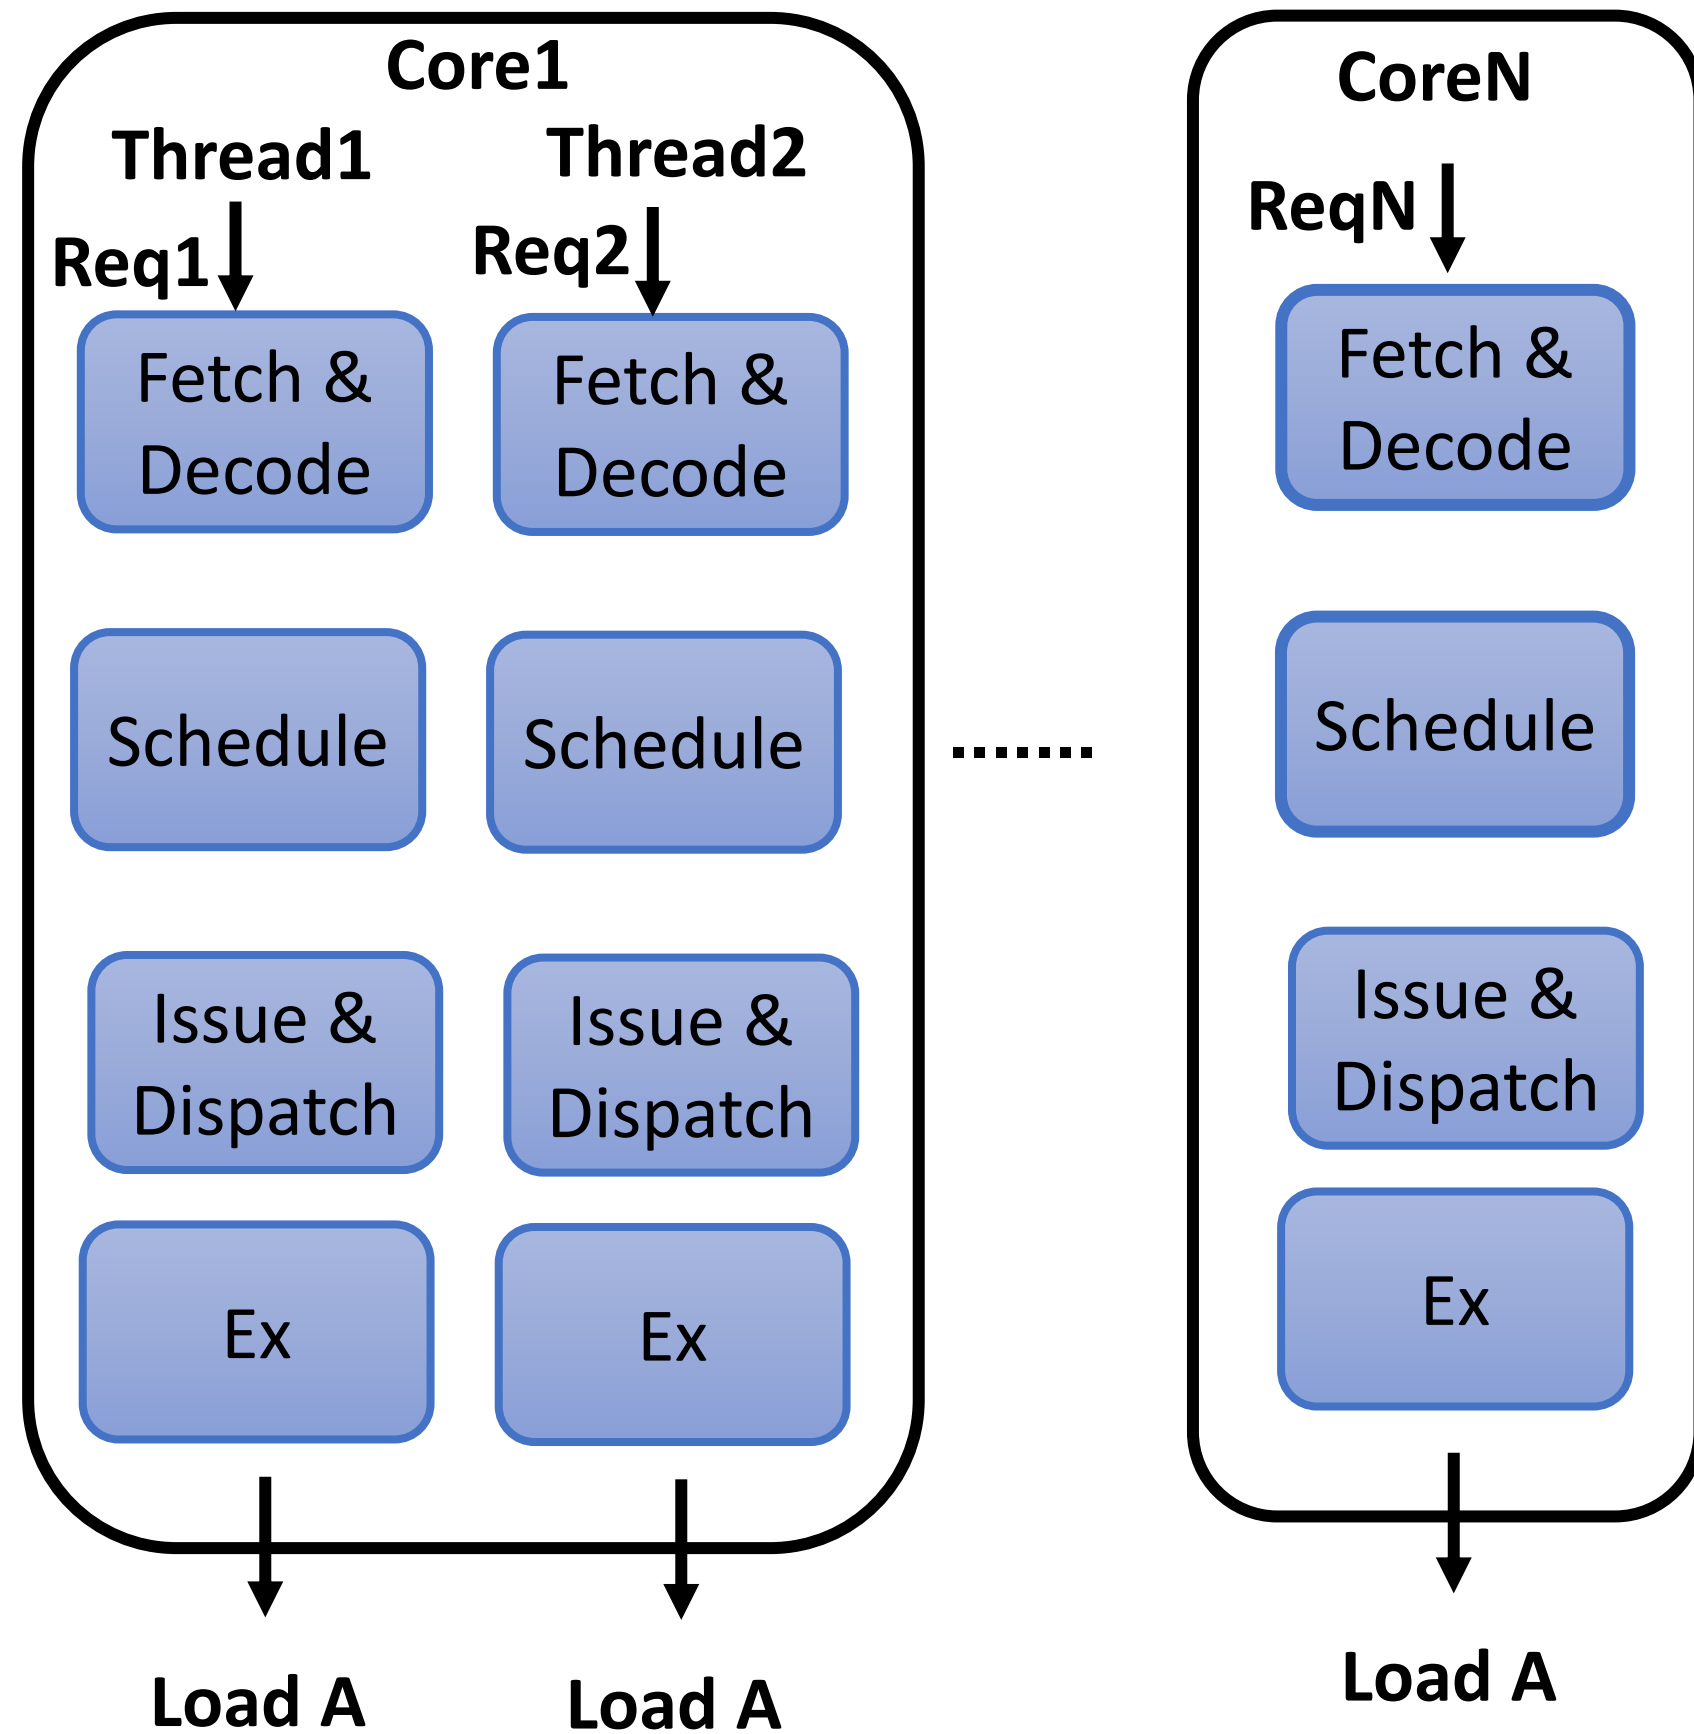 Core1
Thread1
Req1
Fetch &
Decode
Schedule
Issue &
Dispatch
Ex
Load A
Thread2
Req2
Fetch &
Decode
Schedule
Issue &
Dispatch
Ex
Load A
.......
CoreN
ReqN
Fetch &
Decode
Schedule
Issue &
Dispatch
Ex
Load A